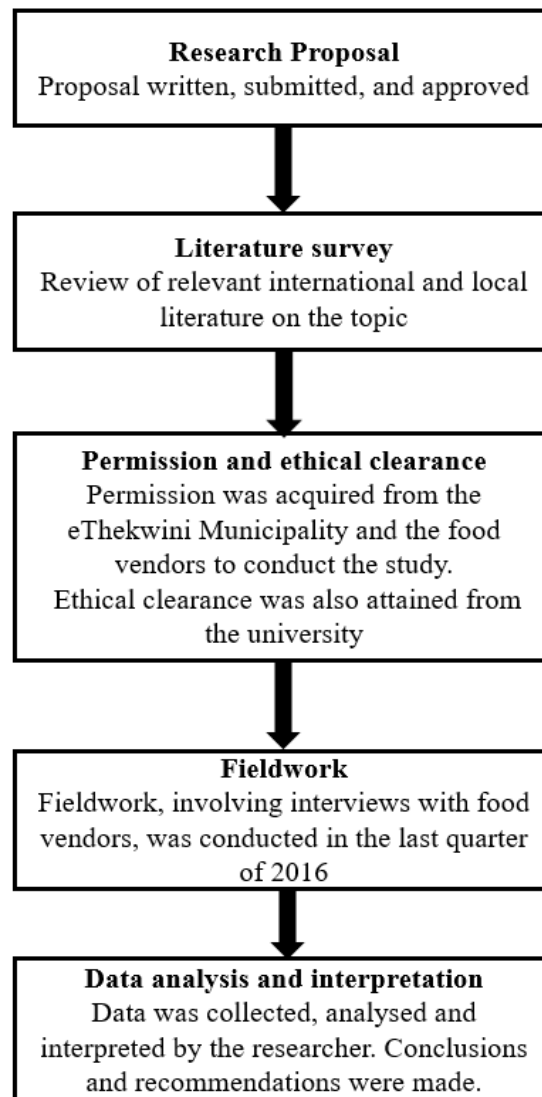 Research Proposal
Proposal written, submitted, and approved
Literature survey
Review of relevant international and local
literature on the topic
Permission and ethical clearance
Permission was acquired from the
eThekwini Municipality and the food
vendors to conduct the study.
Ethical clearance was also attained from
the university
Fieldwork
Fieldwork, involving interviews with food
vendors, was conducted in the last quarter
of 2016
Data analysis and interpretation
Data was collected, analysed and
interpreted by the researcher. Conclusions
and recommendations were made.